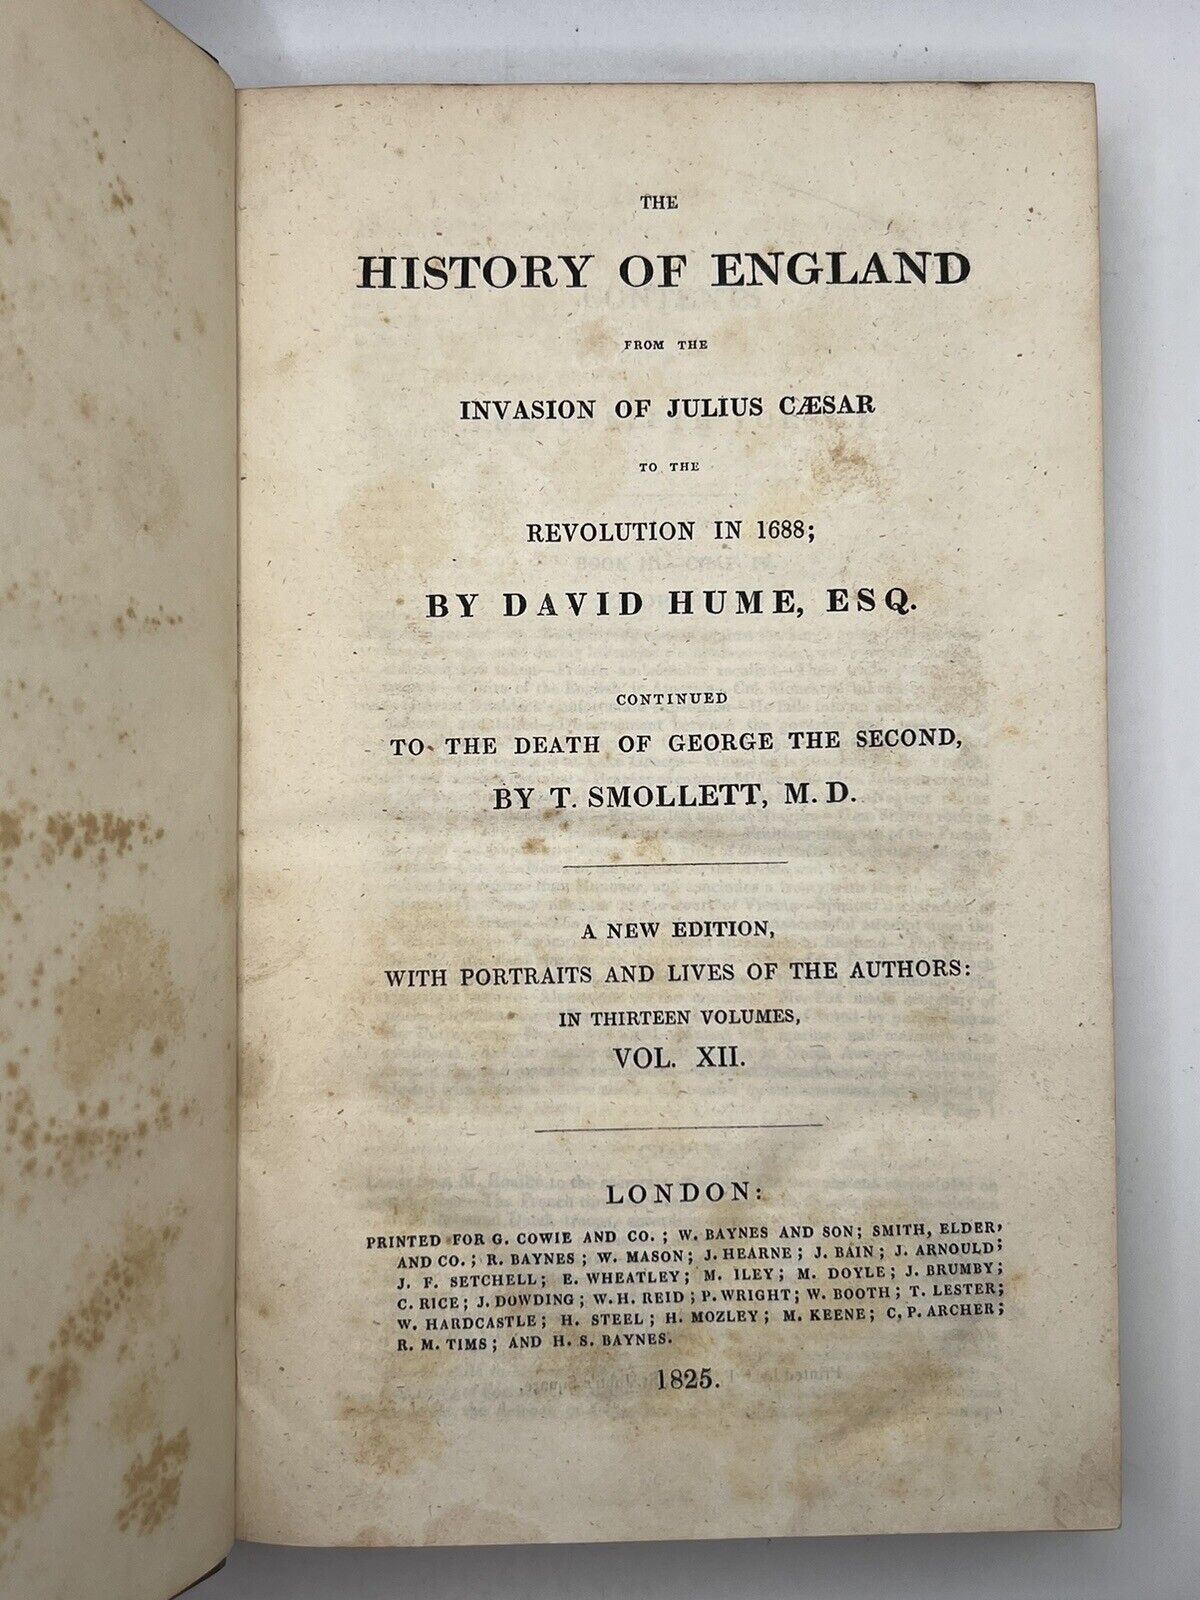 THE
HISTORY OF ENGLAND
FROM THE
INVASION OF JULIUS CÆSAR
TO THE
REVOLUTION IN 1688;
BY DAVID HUME, ESQ.
CONTINUED
TO THE DEATH OF GEORGE THE SECOND,
BY T. SMOLLETT, M. D.
A NEW EDITION,
WITH PORTRAITS AND LIVES OF THE AUTHORS:
IN THIRTEEN VOLUMES,
VOL. XII.
LONDON:
PRINTED FOR G. COWIE AND CO.; W. BAYNES AND SON; SMITH, ELDER,
AND CO.; R. BAYNES; W. MASON; J. HEARNE; J. BAIN; J. ARNOULD;
J. F. SETCHELL; E. WHEATLEY; M. ILEY; M. DOYLE; J. BRUMBY;
C. RICE; J. DOWDING; W. H. REID; P. WRIGHT; W. BOOTH; T. LESTER;
W. HARDCASTLE; H. STEEL; H. MOZLEY; M. KEENE; C. P. ARCHER;
R. M. TIMS; AND H. S. BAYNES.
1825.